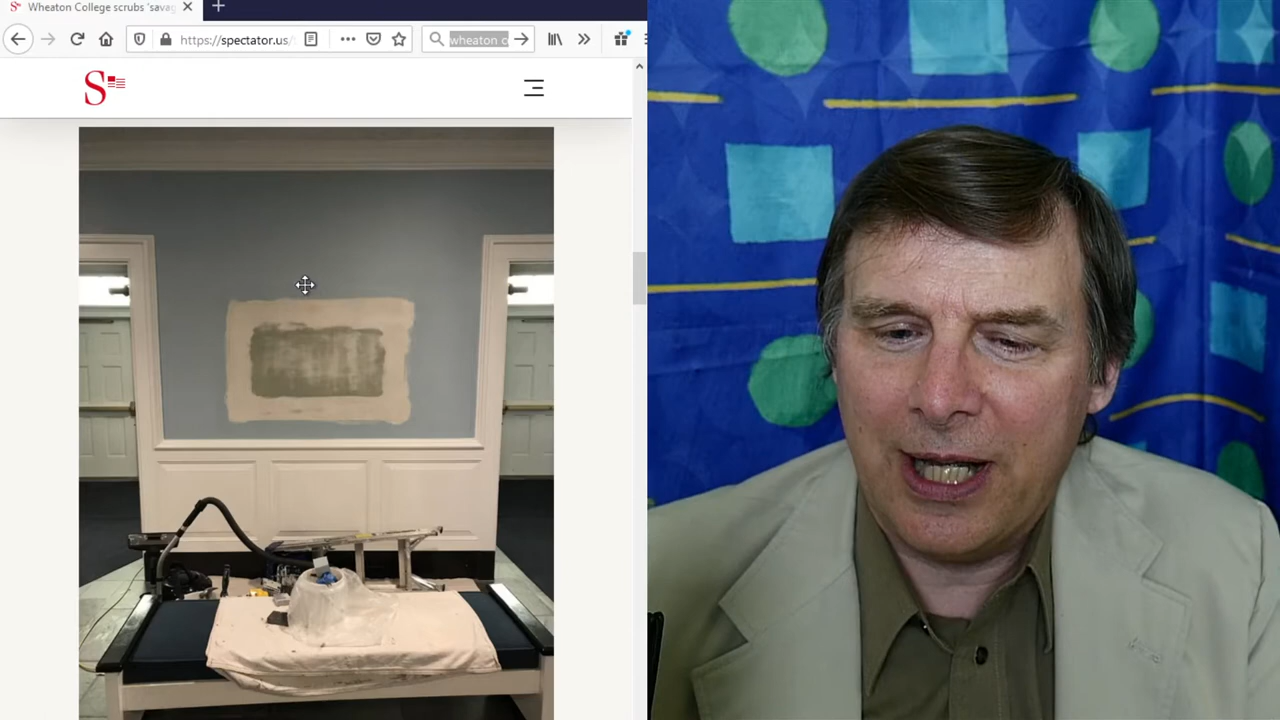 Wheaton College scrubs ‘savag
https://spectator.us/
wheaton c
S